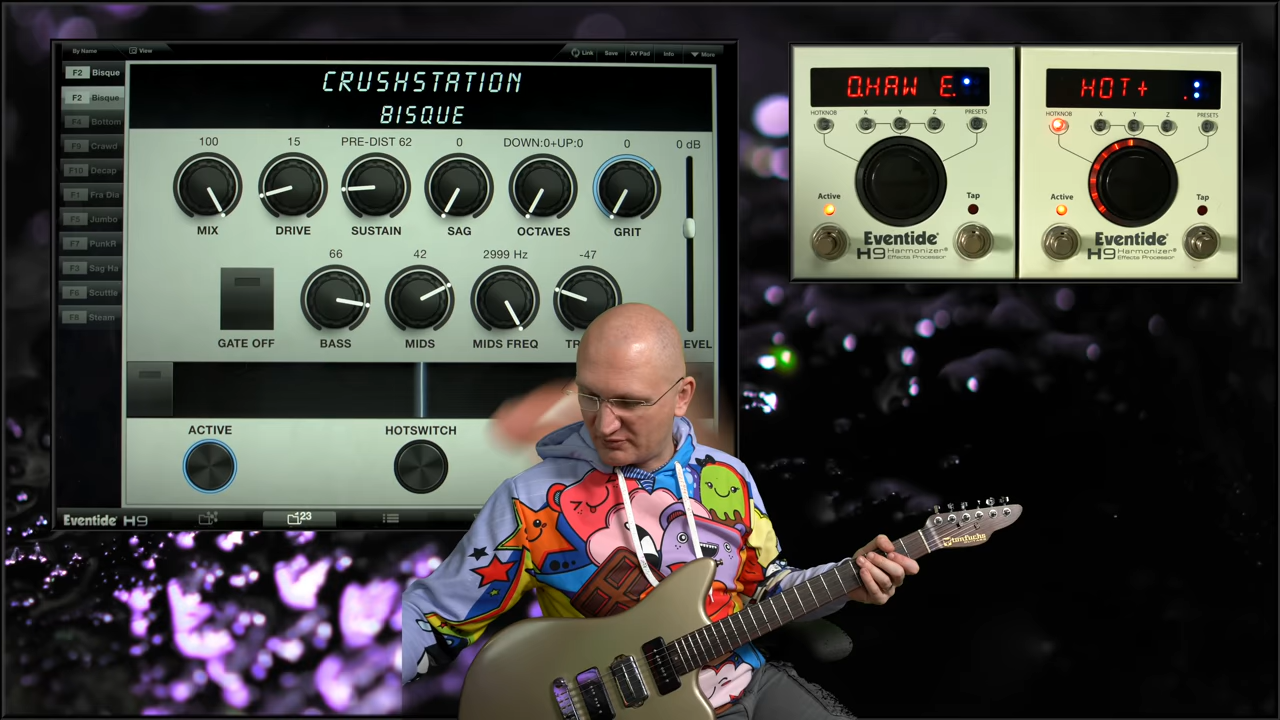 By Name View Link Save XY Pad Info More
F2 Bisque
F2 Bisque
F4 Bottom
F9 Crawd
F10 Decap
F1 Fra Dia
F5 Jumbo
F7 PunkR
F3 Sag Ha
F6 Scuttle
F8 Steam
CRUSHSTATION
BISQUE
100 15 PRE-DIST 62 0 DOWN:0+UP:0 0 0 dB
MIX DRIVE SUSTAIN SAG OCTAVES GRIT
66 42 2999 Hz -47
GATE OFF BASS MIDS MIDS FREQ TR EVEL
ACTIVE HOTSWITCH
Eventide H9 23
Q.HAW E.
HOTKNOB X Y Z PRESETS
Active Tap
Eventide®
H9 Harmonizer®
Effects Processor
HOT+ .
HOTKNOB X Y Z PRESETS
Active Tap
Eventide®
H9 Harmonizer®
Effects Processor